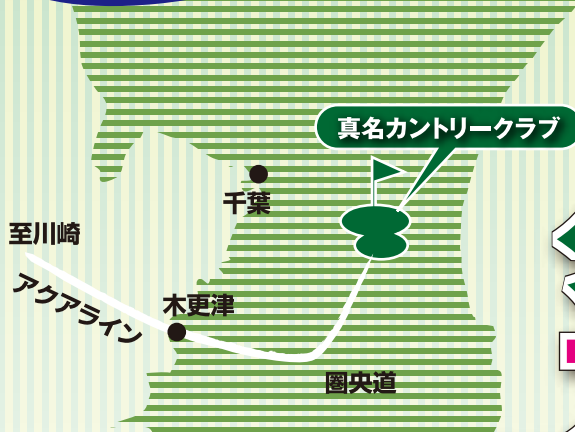 真名カントリークラブ
千葉
至川崎
アクアライン
木更津
圏央道